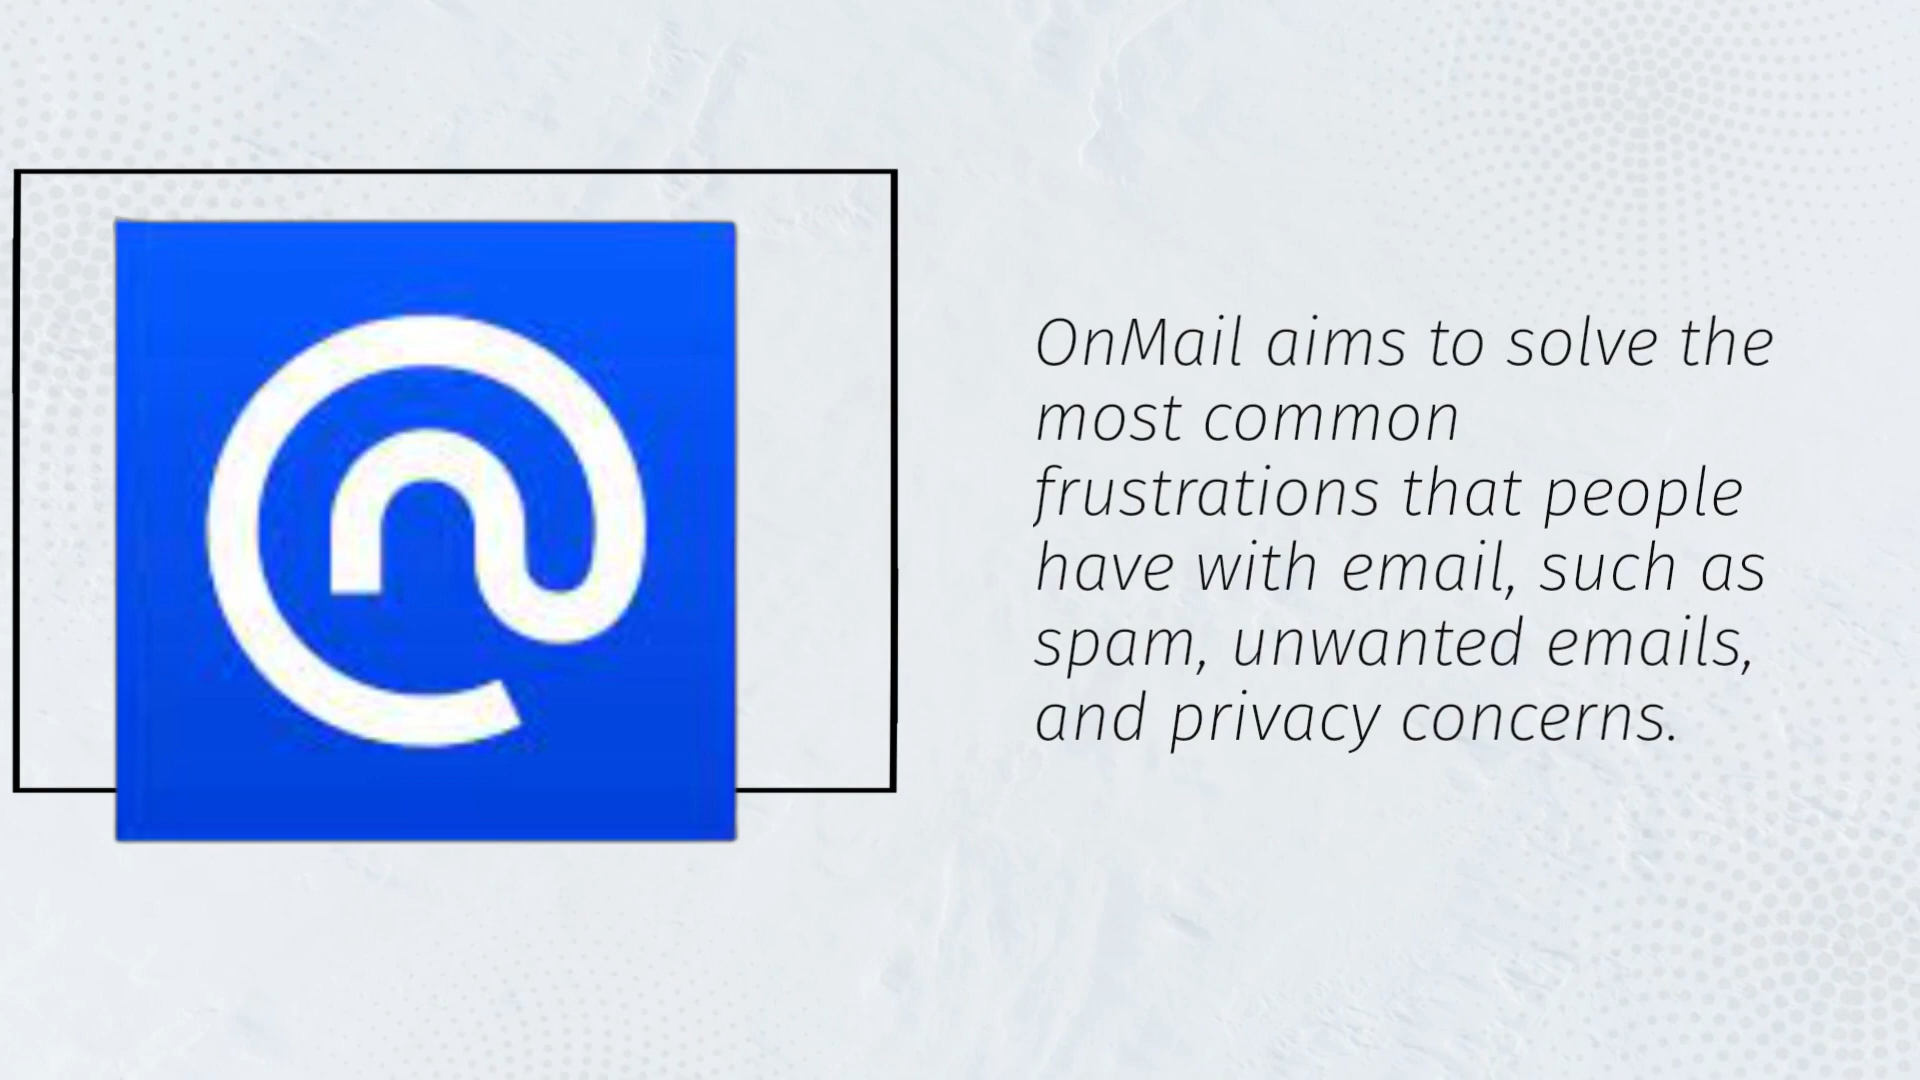 OnMail aims to solve the
most common
frustrations that people
have with email, such as
spam, unwanted emails,
and privacy concerns.